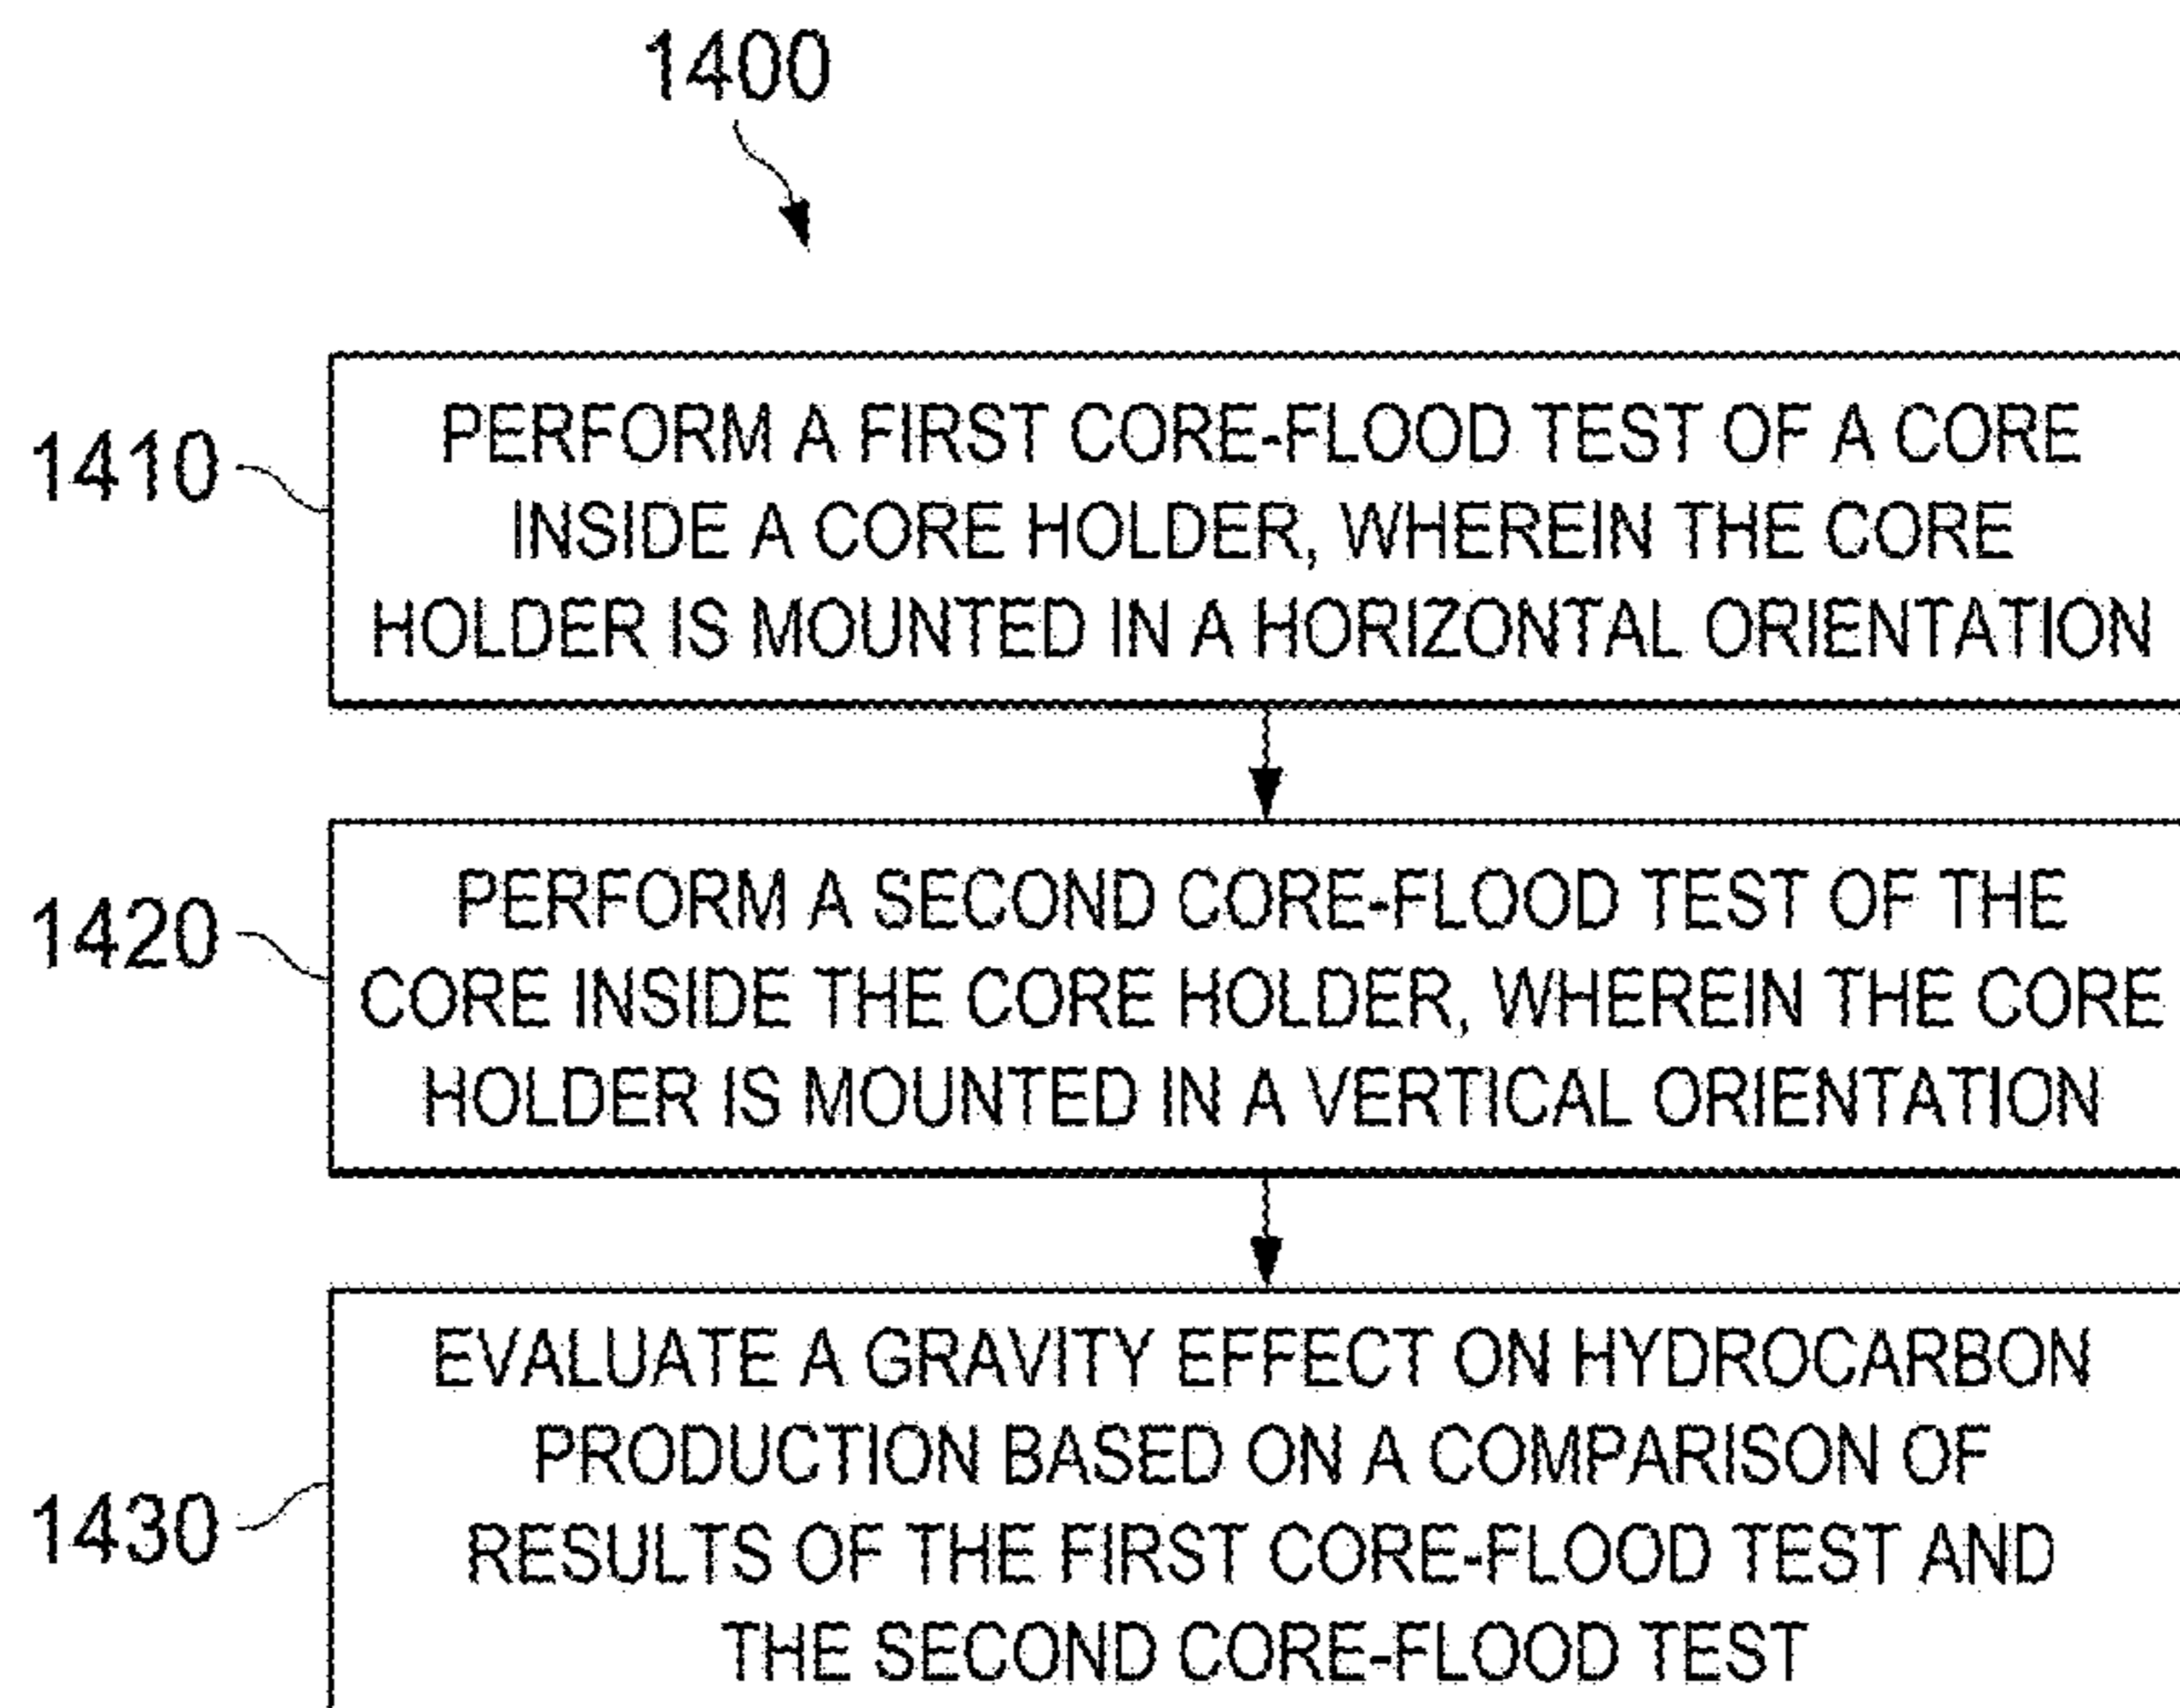 1400
1410
PERFORM A FIRST CORE-FLOOD TEST OF A CORE
INSIDE A CORE HOLDER, WHEREIN THE CORE
HOLDER IS MOUNTED IN A HORIZONTAL ORIENTATION
1420
PERFORM A SECOND CORE-FLOOD TEST OF THE
CORE INSIDE THE CORE HOLDER, WHEREIN THE CORE
HOLDER IS MOUNTED IN A VERTICAL ORIENTATION
1430
EVALUATE A GRAVITY EFFECT ON HYDROCARBON
PRODUCTION BASED ON A COMPARISON OF
RESULTS OF THE FIRST CORE-FLOOD TEST AND
THE SECOND CORE-FLOOD TEST